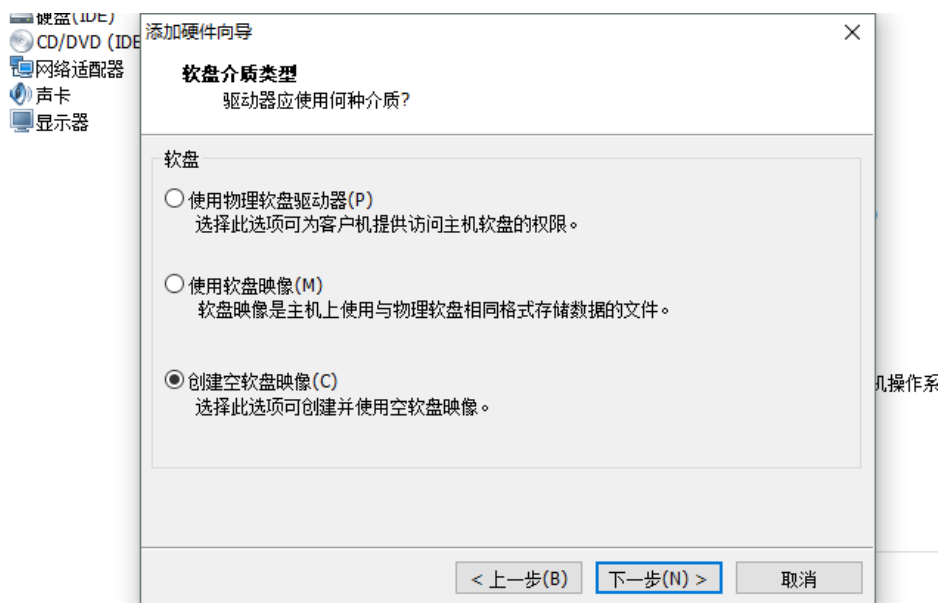 硬盘(IDE)
CD/DVD (IDE
网络适配器
声卡
显示器
添加硬件向导
软盘介质类型
驱动器应使用何种介质?
软盘
使用物理软盘驱动器(P)
选择此选项可为客户机提供访问主机软盘的权限。
使用软盘映像(M)
软盘映像是主机上使用与物理软盘相同格式存储数据的文件。
创建空软盘映像(C)
选择此选项可创建并使用空软盘映像。
机操作系
< 上一步(B)
下一步(N) >
取消